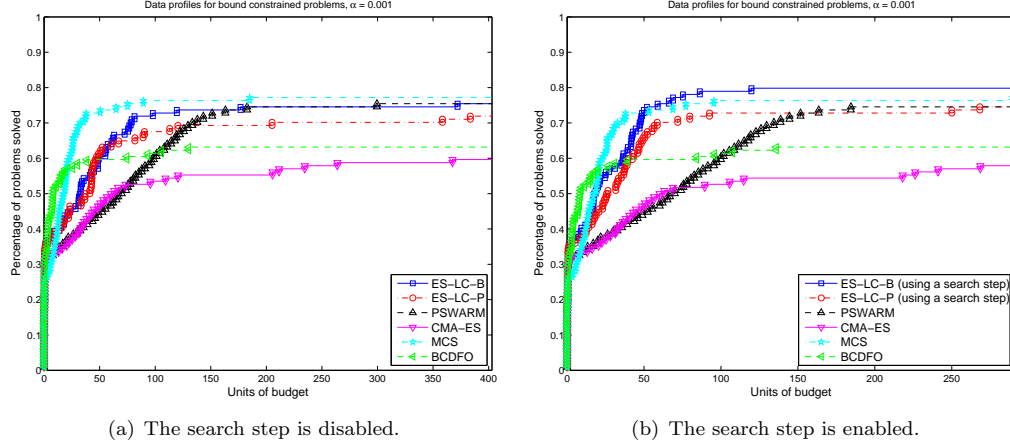 Data profiles for bound constrained problems, α = 0.001
1
0.9
0.8
0.7
0.6
0.5
0.4
0.3
0.2
0.1
0
Percentage of problems solved
0 50 100 150 200 250 300 350 400
Units of budget
ES−LC−B
ES−LC−P
PSWARM
CMA−ES
MCS
BCDFO
(a) The search step is disabled.
Data profiles for bound constrained problems, α = 0.001
1
0.9
0.8
0.7
0.6
0.5
0.4
0.3
0.2
0.1
0
Percentage of problems solved
0 50 100 150 200 250
Units of budget
ES−LC−B (using a search step)
ES−LC−P (using a search step)
PSWARM
CMA−ES
MCS
BCDFO
(b) The search step is enabled.